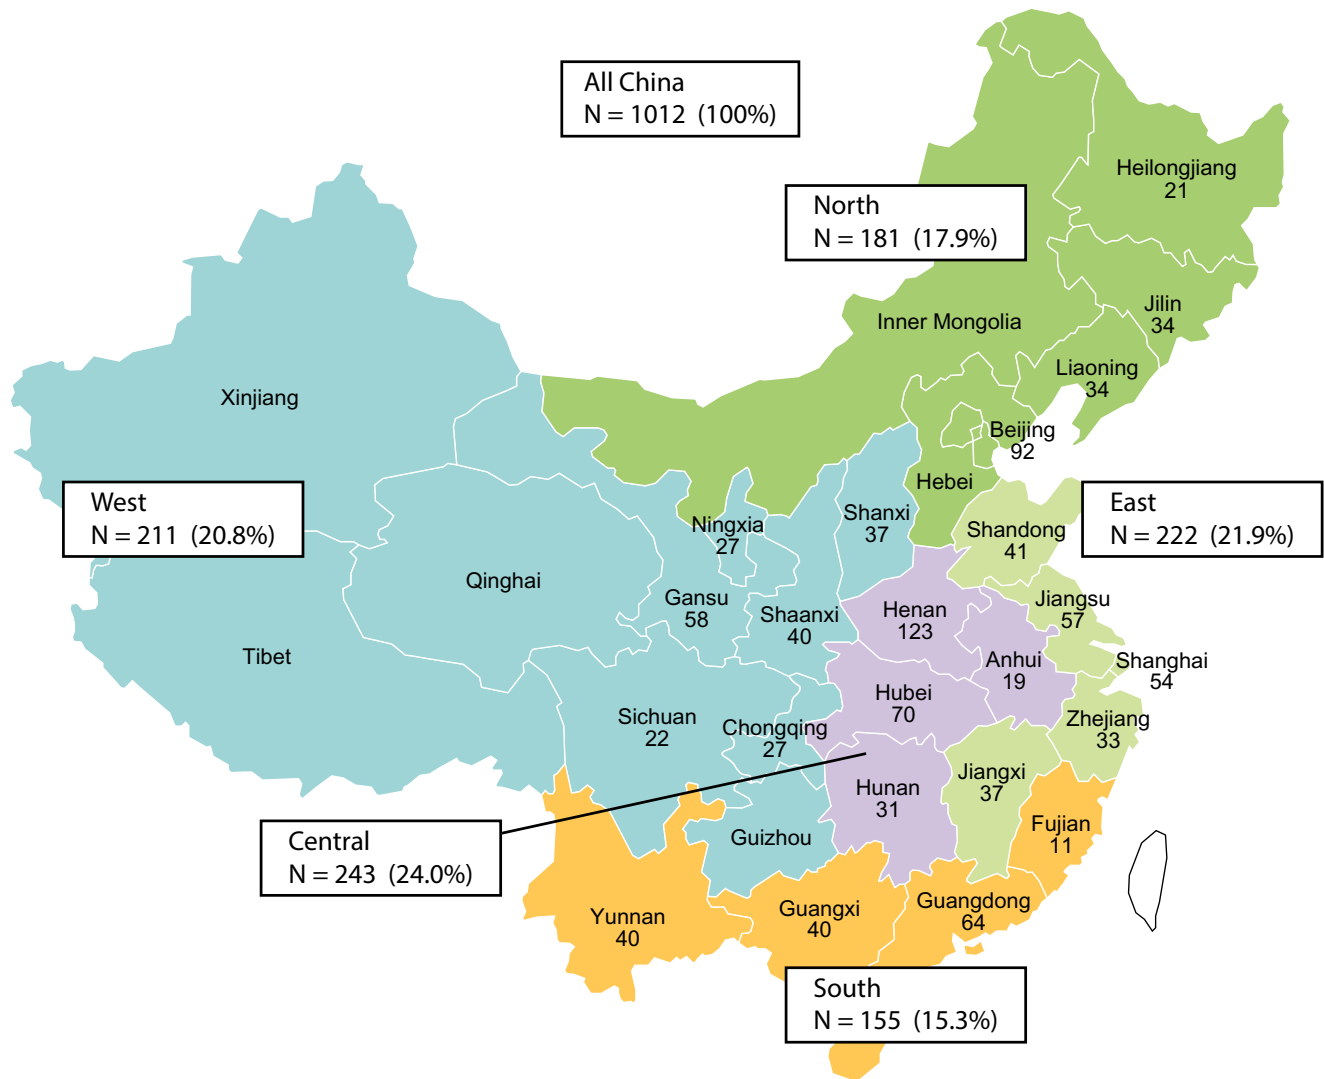 All China
N = 1012 (100%)
Heilongjiang
21
North
N = 181 (17.9%)
Jilin
34
Inner Mongolia
Liaoning
34
Xinjiang
Beijing
92
Hebei
West
N = 211 (20.8%)
East
N = 222 (21.9%)
Ningxia
27
Shanxi
37
Shandong
41
Qinghai
Gansu
58
Shaanxi
40
Henan
123
Jiangsu
57
Tibet
Anhui
19
Shanghai
54
Hubei
70
Sichuan
22
Chongqing
27
Zhejiang
33
Jiangxi
37
Hunan
31
Central
N = 243 (24.0%)
Guizhou
Fujian
11
Yunnan
40
Guangxi
40
Guangdong
64
South
N = 155 (15.3%)